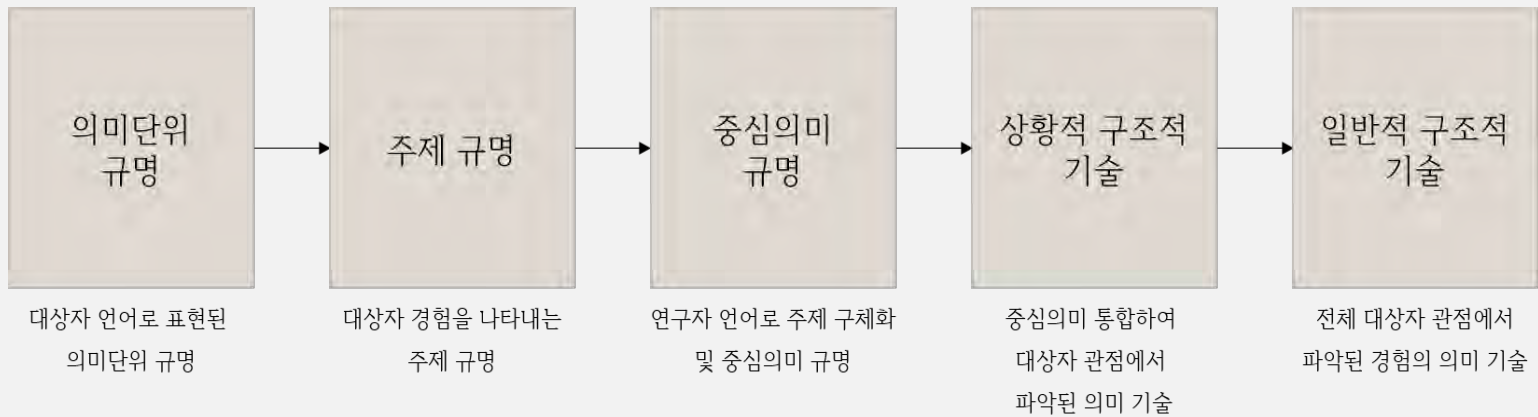 의미단위
규명
주제 규명
중심의미
규명
상황적 구조적
기술
일반적 구조적
기술
대상자 언어로 표현된
의미단위 규명
대상자 경험을 나타내는
주제 규명
연구자 언어로 주제 구체화
및 중심의미 규명
중심의미 통합하여
대상자 관점에서
파악된 의미 기술
전체 대상자 관점에서
파악된 경험의 의미 기술